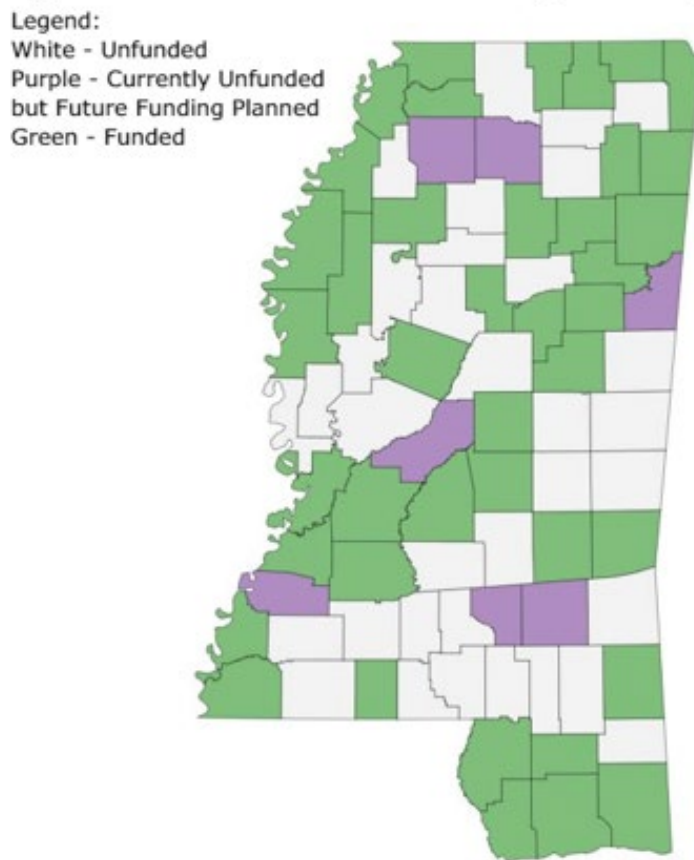 Legend:
White - Unfunded
Purple - Currently Unfunded
but Future Funding Planned
Green - Funded